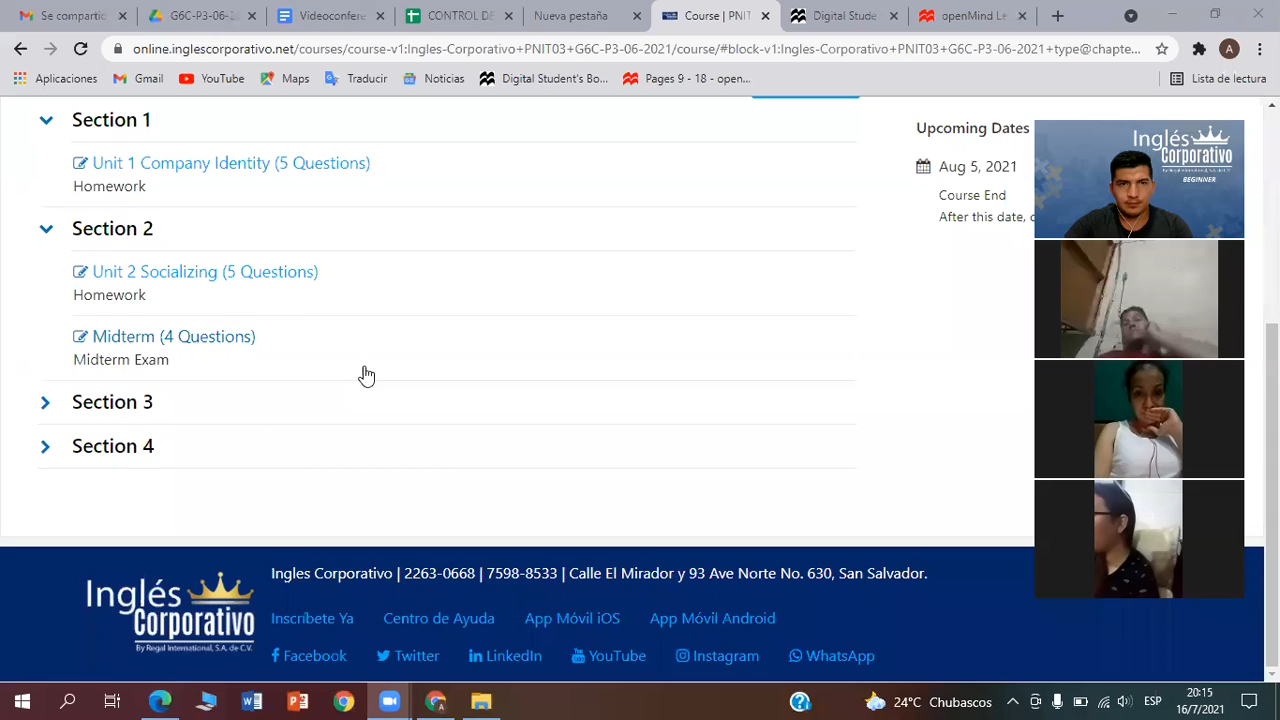 Se comparti
G6C-P3-06-2
Videoconfere
CONTROL DE
Nueva pestaña
Course | PNIT
Digital Stude
openMind Le
online.inglescorporativo.net/courses/course-v1:Ingles-Corporativo+PNIT03+G6C-P3-06-2021/course/#block-v1:Ingles-Corporativo+PNIT03+G6C-P3-06-2021+type@chapte...
A
Aplicaciones
Gmail
YouTube
Maps
Traducir
Noticias
Digital Student's Bo...
Pages 9 - 18 - open...
Lista de lectura
Section 1
Unit 1 Company Identity (5 Questions)
Homework
Section 2
Unit 2 Socializing (5 Questions)
Homework
Midterm (4 Questions)
Midterm Exam
Section 3
Section 4
Upcoming Dates
Aug 5, 2021
Course End
After this date, c
Inglés
Corporativo
By Regal International, S.A. de C.V.
BEGINNER
Inglés
Corporativo
By Regal International, S.A. de C.V.
Ingles Corporativo | 2263-0668 | 7598-8533 | Calle El Mirador y 93 Ave Norte No. 630, San Salvador.
Inscríbete Ya
Centro de Ayuda
App Móvil iOS
App Móvil Android
Facebook
Twitter
LinkedIn
YouTube
Instagram
WhatsApp
24°C Chubascos
ESP
20:15
16/7/2021